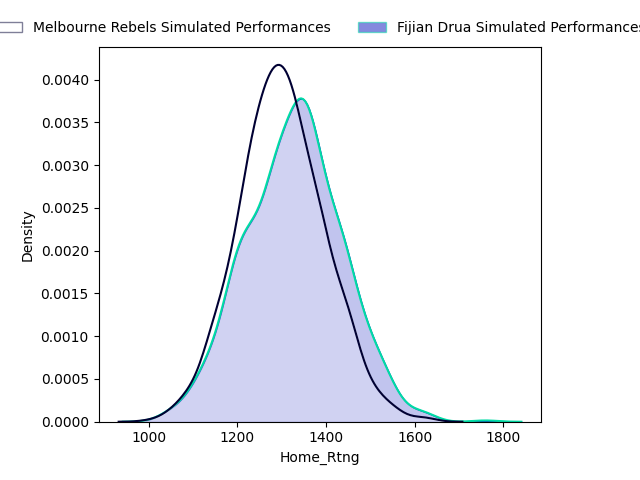 Melbourne Rebels Simulated Performances
Fijian Drua Simulated Performances
0.0040
0.0035
0.0030
0.0025
0.0020
0.0015
0.0010
0.0005
0.0000
Density
1000 1200 1400 1600 1800
Home_Rtng